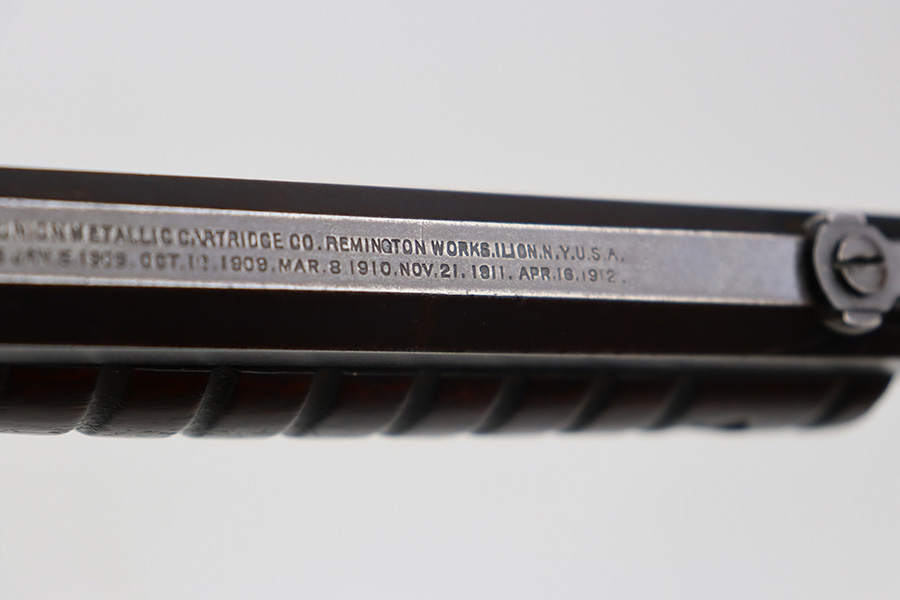 METALLIC CARTRIDGE CO. REMINGTON WORKS. ILION. N.Y. U.S.A.
JAN. 5 1909. OCT. 12. 1909. MAR. 8 1910. NOV. 21. 1911. APR. 16, 1912.